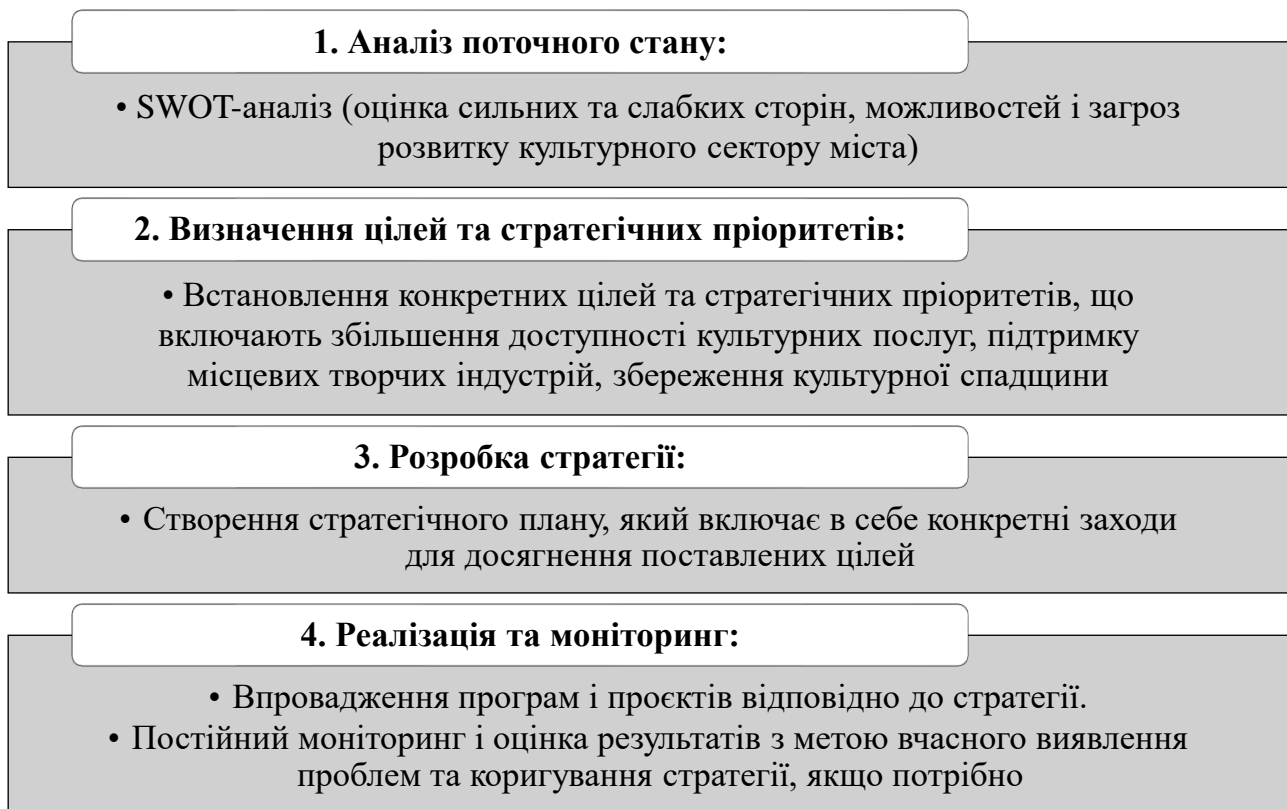 1. Аналіз поточного стану:
• SWOT-аналіз (оцінка сильних та слабких сторін, можливостей і загроз
розвитку культурного сектору міста)
2. Визначення цілей та стратегічних пріоритетів:
• Встановлення конкретних цілей та стратегічних пріоритетів, що
включають збільшення доступності культурних послуг, підтримку
місцевих творчих індустрій, збереження культурної спадщини
3. Розробка стратегії:
• Створення стратегічного плану, який включає в себе конкретні заходи
для досягнення поставлених цілей
4. Реалізація та моніторинг:
• Впровадження програм і проєктів відповідно до стратегії.
• Постійний моніторинг і оцінка результатів з метою вчасного виявлення
проблем та коригування стратегії, якщо потрібно